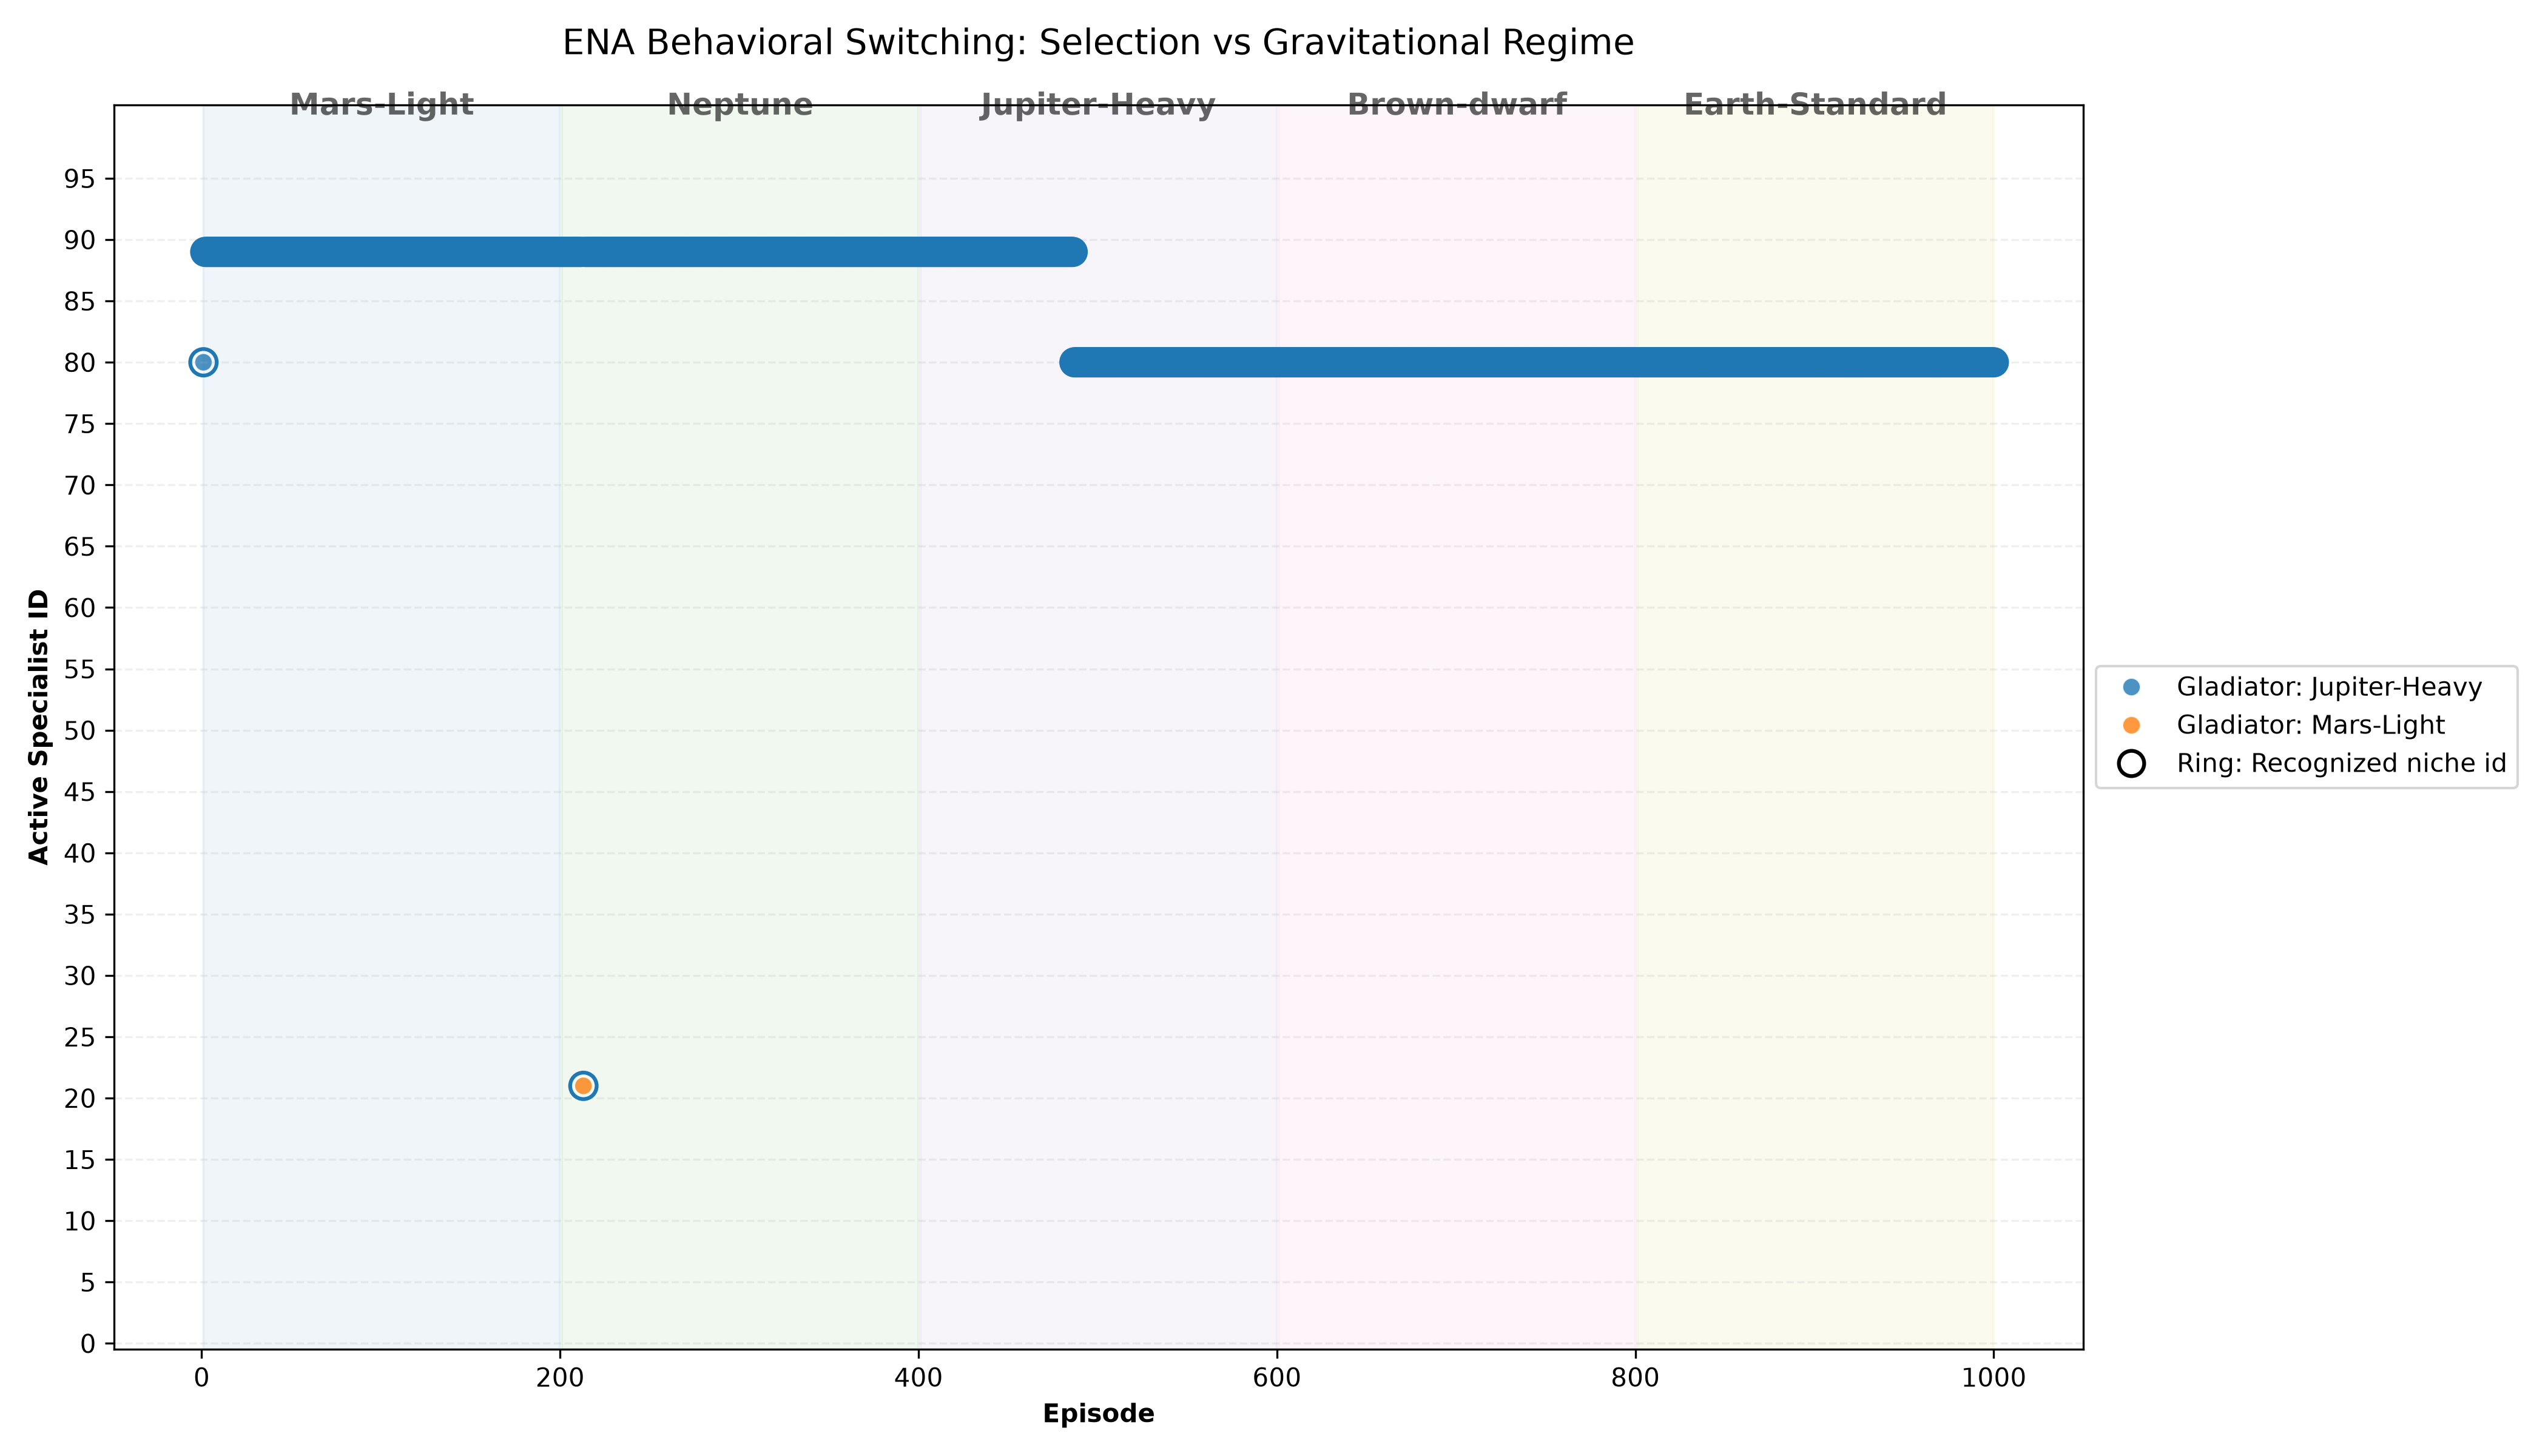 ENA Behavioral Switching: Selection vs Gravitational Regime
Mars-Light Neptune Jupiter-Heavy Brown-dwarf Earth-Standard
95
90
85
80
75
70
65
60
55
50
45
40
35
30
25
20
15
10
5
0
Active Specialist ID
0 200 400 600 800 1000
Episode
Gladiator: Jupiter-Heavy
Gladiator: Mars-Light
Ring: Recognized niche id